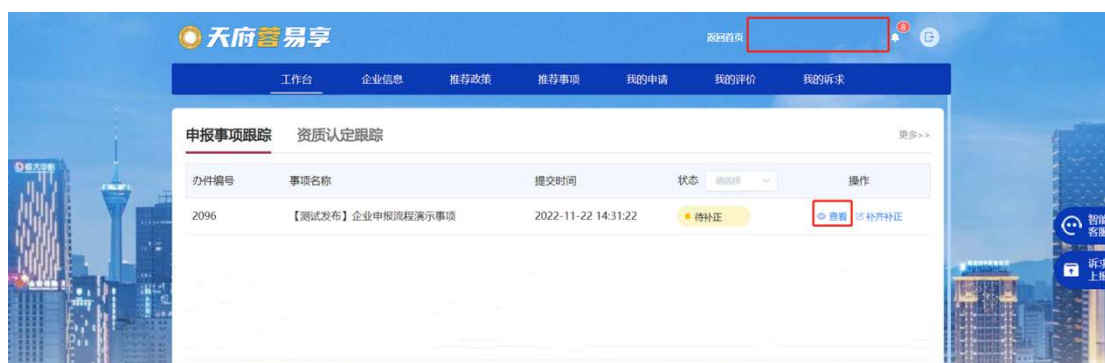 天府蓉易享
返回首页
8
工作台 企业信息 推荐政策 推荐事项 我的申请 我的评价 我的诉求
申报事项跟踪 资质认定跟踪 更多>>
办件编号 事项名称 提交时间 状态 请选择 操作
2096 【测试发布】企业申报流程演示事项 2022-11-22 14:31:22 待补正 查看 补齐补正
智能
客服
诉求
上报